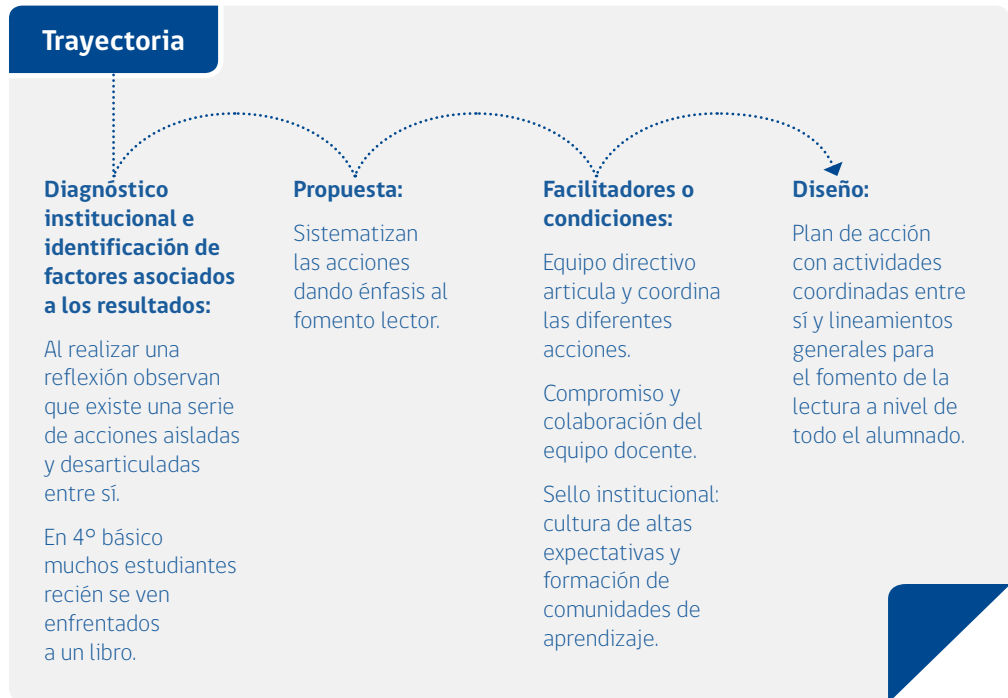 Trayectoria
Diagnóstico
institucional e
identificación de
factores asociados
a los resultados:
Al realizar una
reflexión observan
que existe una serie
de acciones aisladas
y desarticuladas
entre sí.
En 4º básico
muchos estudiantes
recién se ven
enfrentados
a un libro.
Propuesta:
Sistematizan
las acciones
dando énfasis al
fomento lector.
Facilitadores o
condiciones:
Equipo directivo
articula y coordina
las diferentes
acciones.
Compromiso y
colaboración del
equipo docente.
Sello institucional:
cultura de altas
expectativas y
formación de
comunidades de
aprendizaje.
Diseño:
Plan de acción
con actividades
coordinadas entre
sí y lineamientos
generales para
el fomento de la
lectura a nivel de
todo el alumnado.